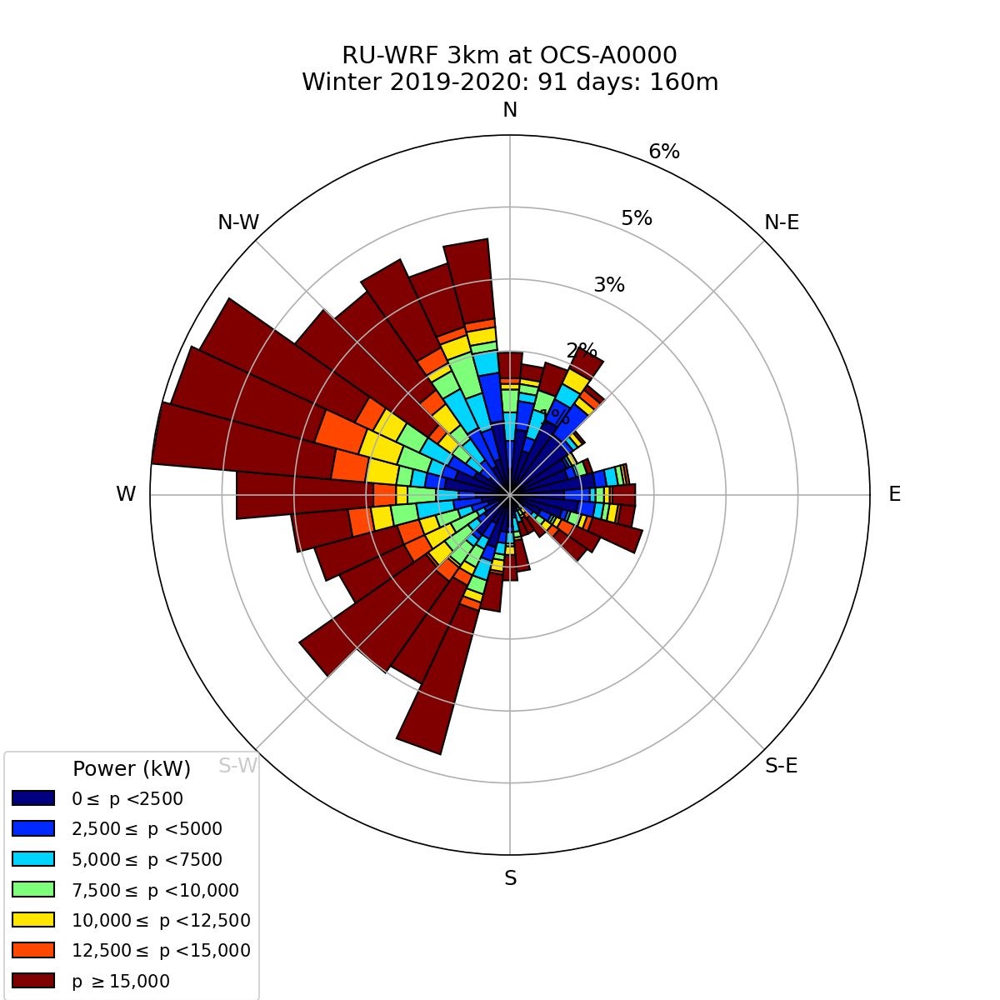 RU-WRF 3km at OCS-A0000
Winter 2019-2020: 91 days: 160m
N
6%
N-W
N-E
5%
3%
2%
1%
W
E
S-W
S-E
S
Power (kW)
0≤ p <2500
2,500≤ p <5000
5,000≤ p <7500
7,500≤ p <10,000
10,000≤ p <12,500
12,500≤ p <15,000
p ≥15,000